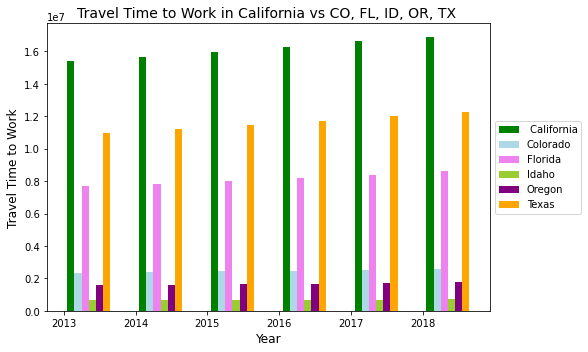 Travel Time to Work in California vs CO, FL, ID, OR, TX
1e7
1.6
1.4
1.2
1.0
0.8
0.6
0.4
0.2
0.0
Travel Time to Work
2013 2014 2015 2016 2017 2018
Year
California
Colorado
Florida
Idaho
Oregon
Texas